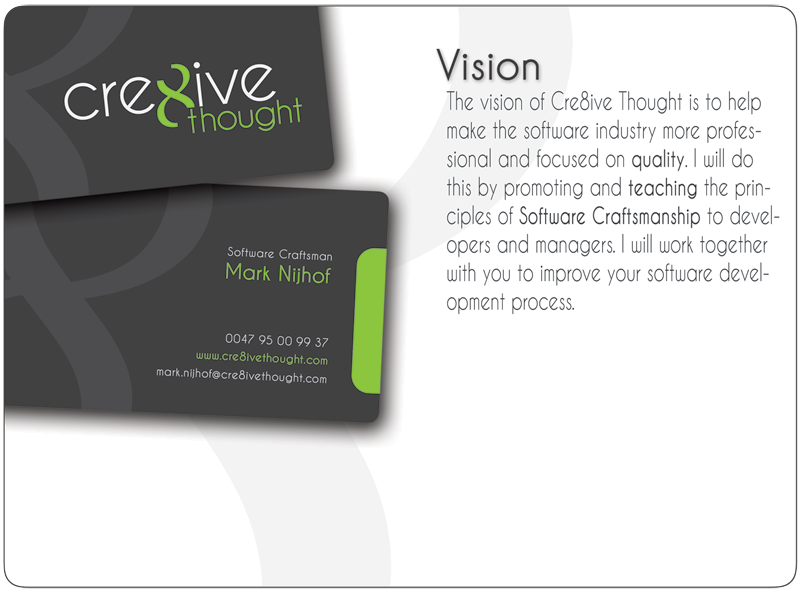 cre8ive
thought
Software Craftsman
Mark Nijhof
0047 95 00 99 37
www.cre8ivethought.com
mark.nijhof@cre8ivethought.com
Vision
The vision of Cre8ive Thought is to help
make the software industry more profes-
sional and focused on quality. I will do
this by promoting and teaching the prin-
ciples of Software Craftsmanship to devel-
opers and managers. I will work together
with you to improve your software devel-
opment process.